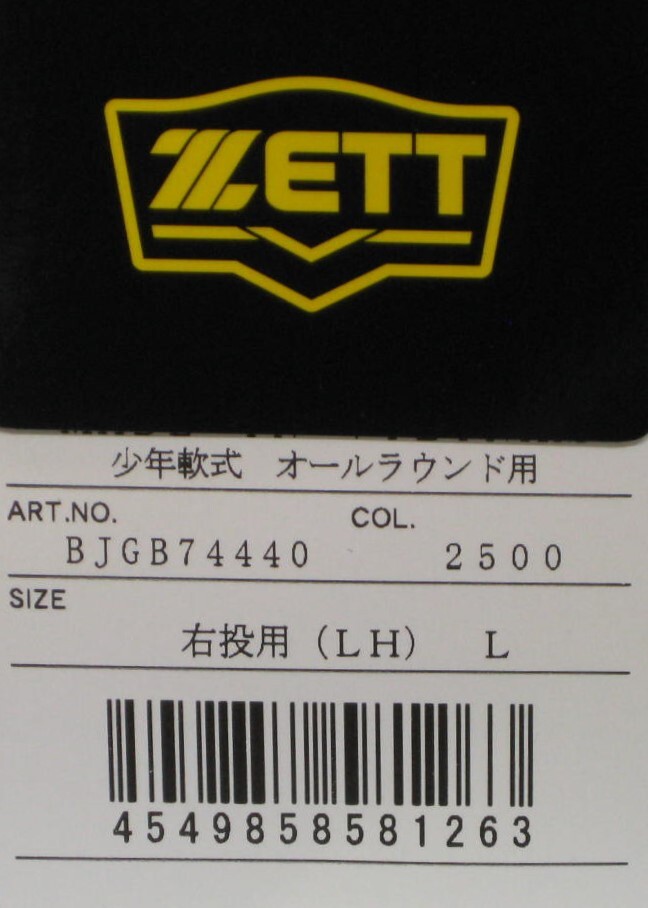 ZETT
少年軟式　オールラウンド用
ART.NO. COL.
BJGB74440 2500
SIZE
右投用（LH） L
4549858581263